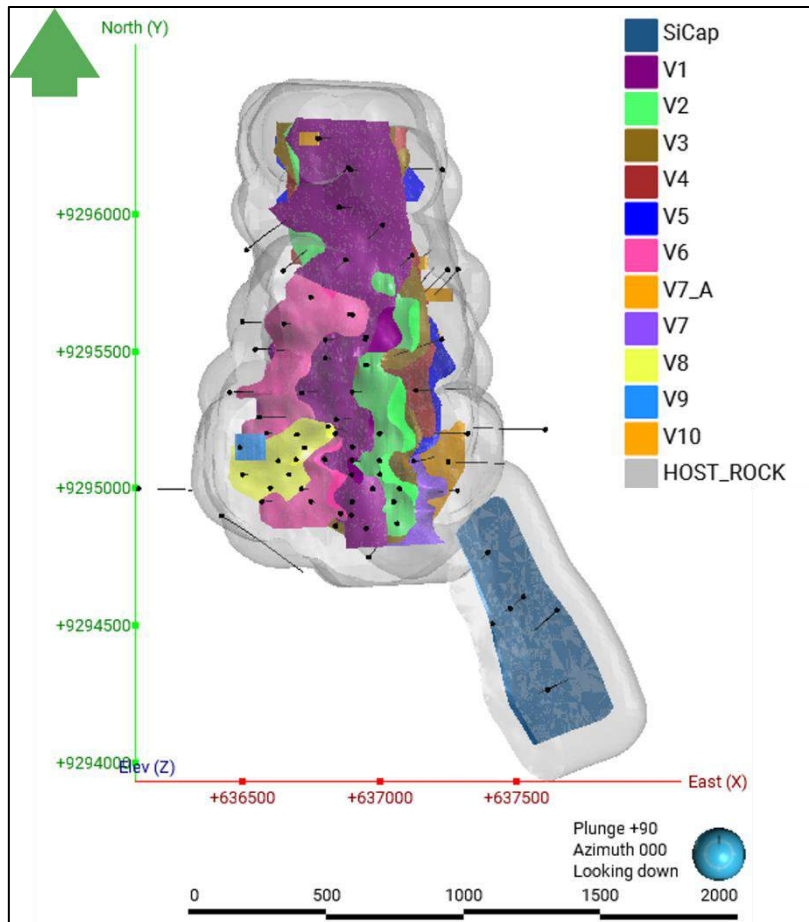 North (Y)
+9296000
+9295500
+9295000
+9294500
+9294000
Elev (Z)
East (X)
+636500
+637000
+637500
SiCap
V1
V2
V3
V4
V5
V6
V7_A
V7
V8
V9
V10
HOST_ROCK
Plunge +90
Azimuth 000
Looking down
0
500
1000
1500
2000